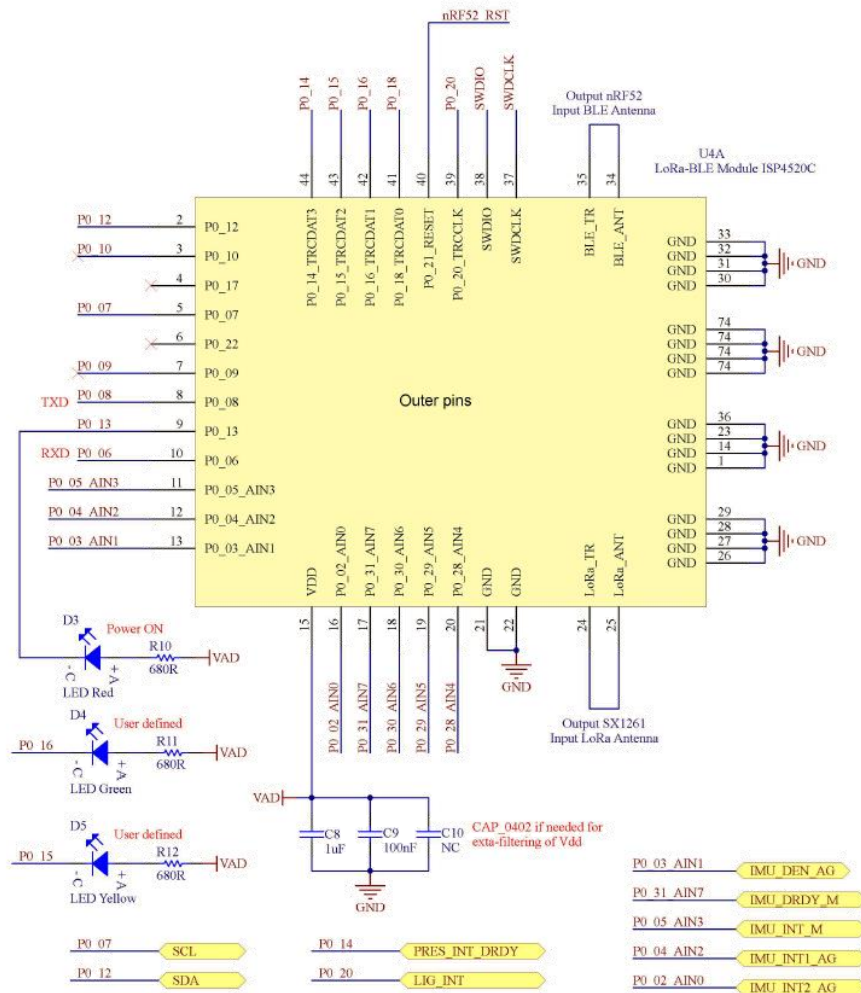 nRF52_RST
P0_14
P0_15
P0_16
P0_18
P0_20
SWDIO
SWDCLK
Output nRF52
Input BLE Antenna
U4A
LoRa-BLE Module ISP4520C
44
43
42
41
40
39
38
37
35
34
P0_14_TRCDAT3
P0_15_TRCDAT2
P0_16_TRCDAT1
P0_18_TRCDAT0
P0_21_RESET
P0_20_TRCCLK
SWDIO
SWDCLK
BLE_TR
BLE_ANT
P0_12 2 P0_12
P0_10 3 P0_10
4 P0_17
P0_07 5 P0_07
6 P0_22
P0_09 7 P0_09
TXD P0_08 8 P0_08
P0_13 9 P0_13
RXD P0_06 10 P0_06
P0_05_AIN3 11 P0_05_AIN3
P0_04_AIN2 12 P0_04_AIN2
P0_03_AIN1 13 P0_03_AIN1
Outer pins
GND 33
GND 32
GND 31
GND 30
GND
GND 74
GND 74
GND 74
GND 74
GND
GND 36
GND 23
GND 14
GND 1
GND
GND 29
GND 28
GND 27
GND 26
GND
VDD
P0_02_AIN0
P0_31_AIN7
P0_30_AIN6
P0_29_AIN5
P0_28_AIN4
GND
GND
LoRa_TR
LoRa_ANT
15
16
17
18
19
20
21
22
24
25
P0_02_AIN0
P0_31_AIN7
P0_30_AIN6
P0_29_AIN5
P0_28_AIN4
GND
Output SX1261
Input LoRa Antenna
D3
Power ON
R10
680R
VAD
- C
+A
LED Red
D4
User defined
P0_16
R11
680R
VAD
- C
+A
LED Green
D5
User defined
P0_15
R12
680R
VAD
- C
+A
LED Yellow
VAD
C8
1uF
C9
100nF
C10
NC
CAP_0402 if needed for
exta-filtering of Vdd
GND
P0_07 SCL
P0_12 SDA
P0_14 PRES_INT_DRDY
P0_20 LIG_INT
P0_03_AIN1 IMU_DEN_AG
P0_31_AIN7 IMU_DRDY_M
P0_05_AIN3 IMU_INT_M
P0_04_AIN2 IMU_INT1_AG
P0_02_AIN0 IMU_INT2_AG